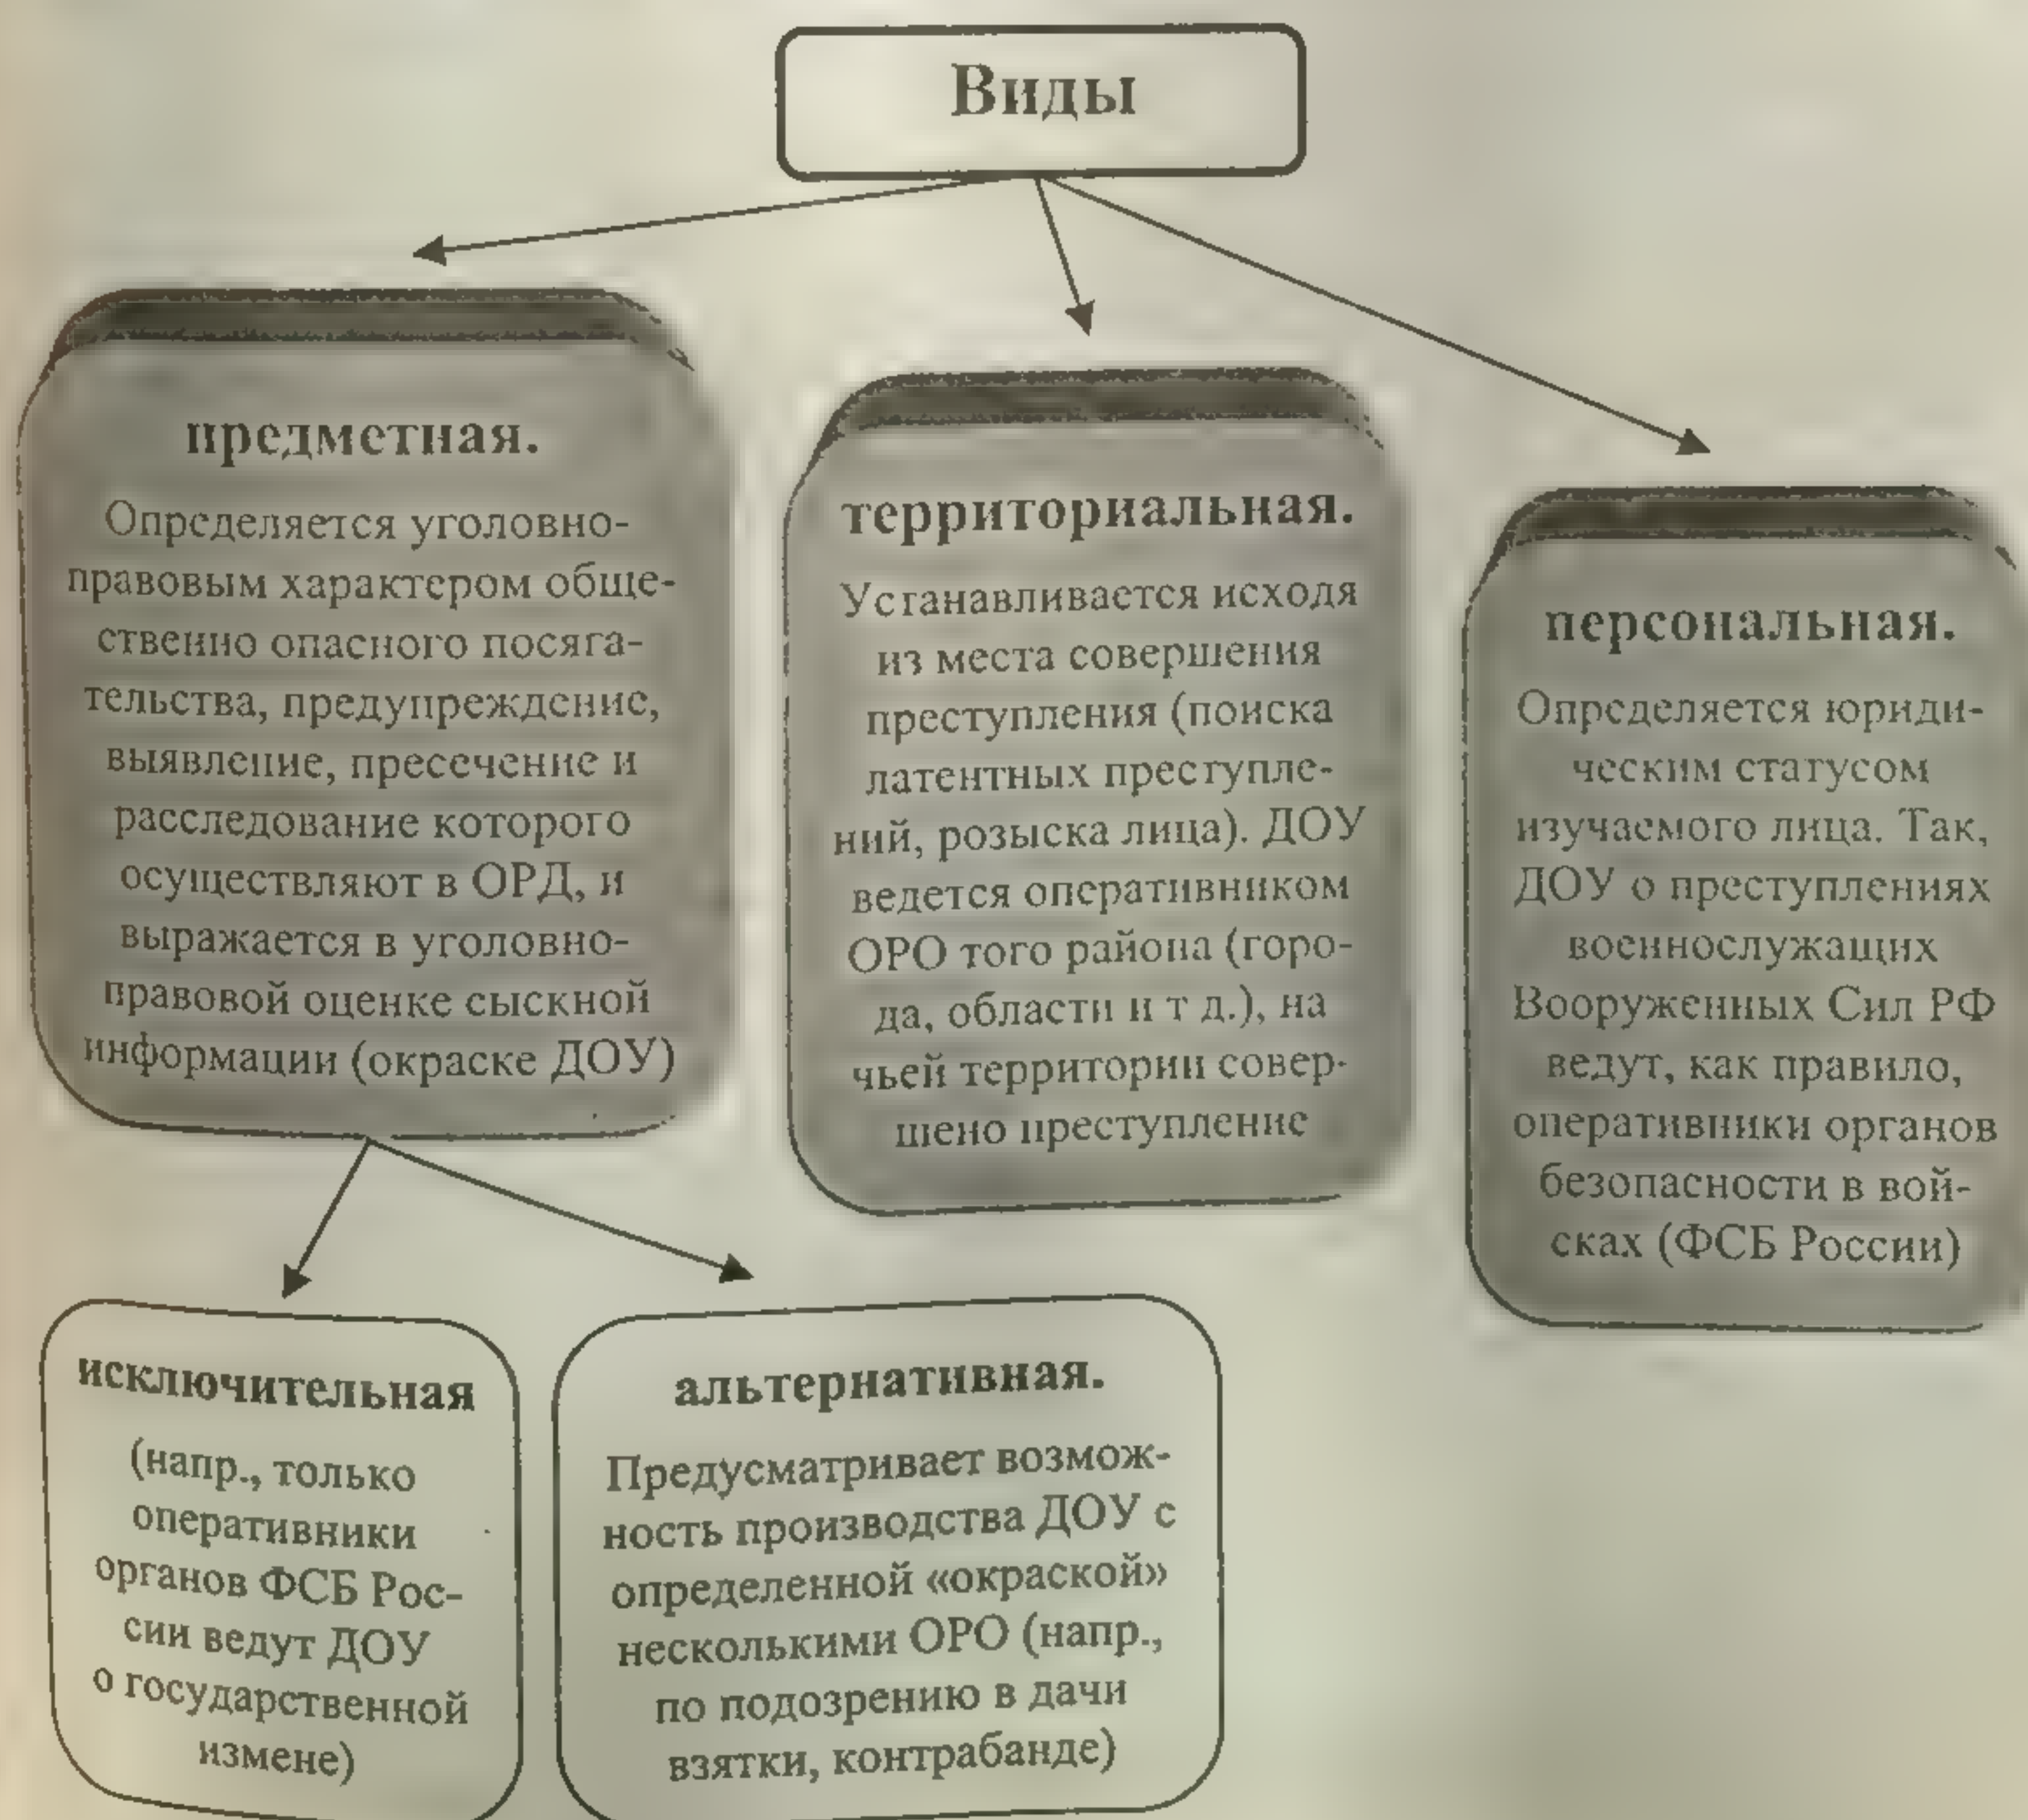 Виды
предметная.
Определяется уголовно-
правовым характером обще-
ственно опасного посяга-
тельства, предупреждение,
выявление, пресечение и
расследование которого
осуществляют в ОРД, и
выражается в уголовно-
правовой оценке сыскной
информации (окраске ДОУ)
территориальная.
Устанавливается исходя
из места совершения
преступления (поиска
латентных преступле-
ний, розыска лица). ДОУ
ведется оперативником
ОРО того района (горо-
да, области и т д.), на
чьей территории совер-
шено преступление
персональная.
Определяется юриди-
ческим статусом
изучаемого лица. Так,
ДОУ о преступлениях
военнослужащих
Вооруженных Сил РФ
ведут, как правило,
оперативники органов
безопасности в вой-
сках (ФСБ России)
исключительная
(напр., только
оперативники
органов ФСБ Рос-
сии ведут ДОУ
о государственной
измене)
альтернативная.
Предусматривает возмож-
ность производства ДОУ с
определенной «окраской»
несколькими ОРО (напр.,
по подозрению в дачи
взятки, контрабанде)